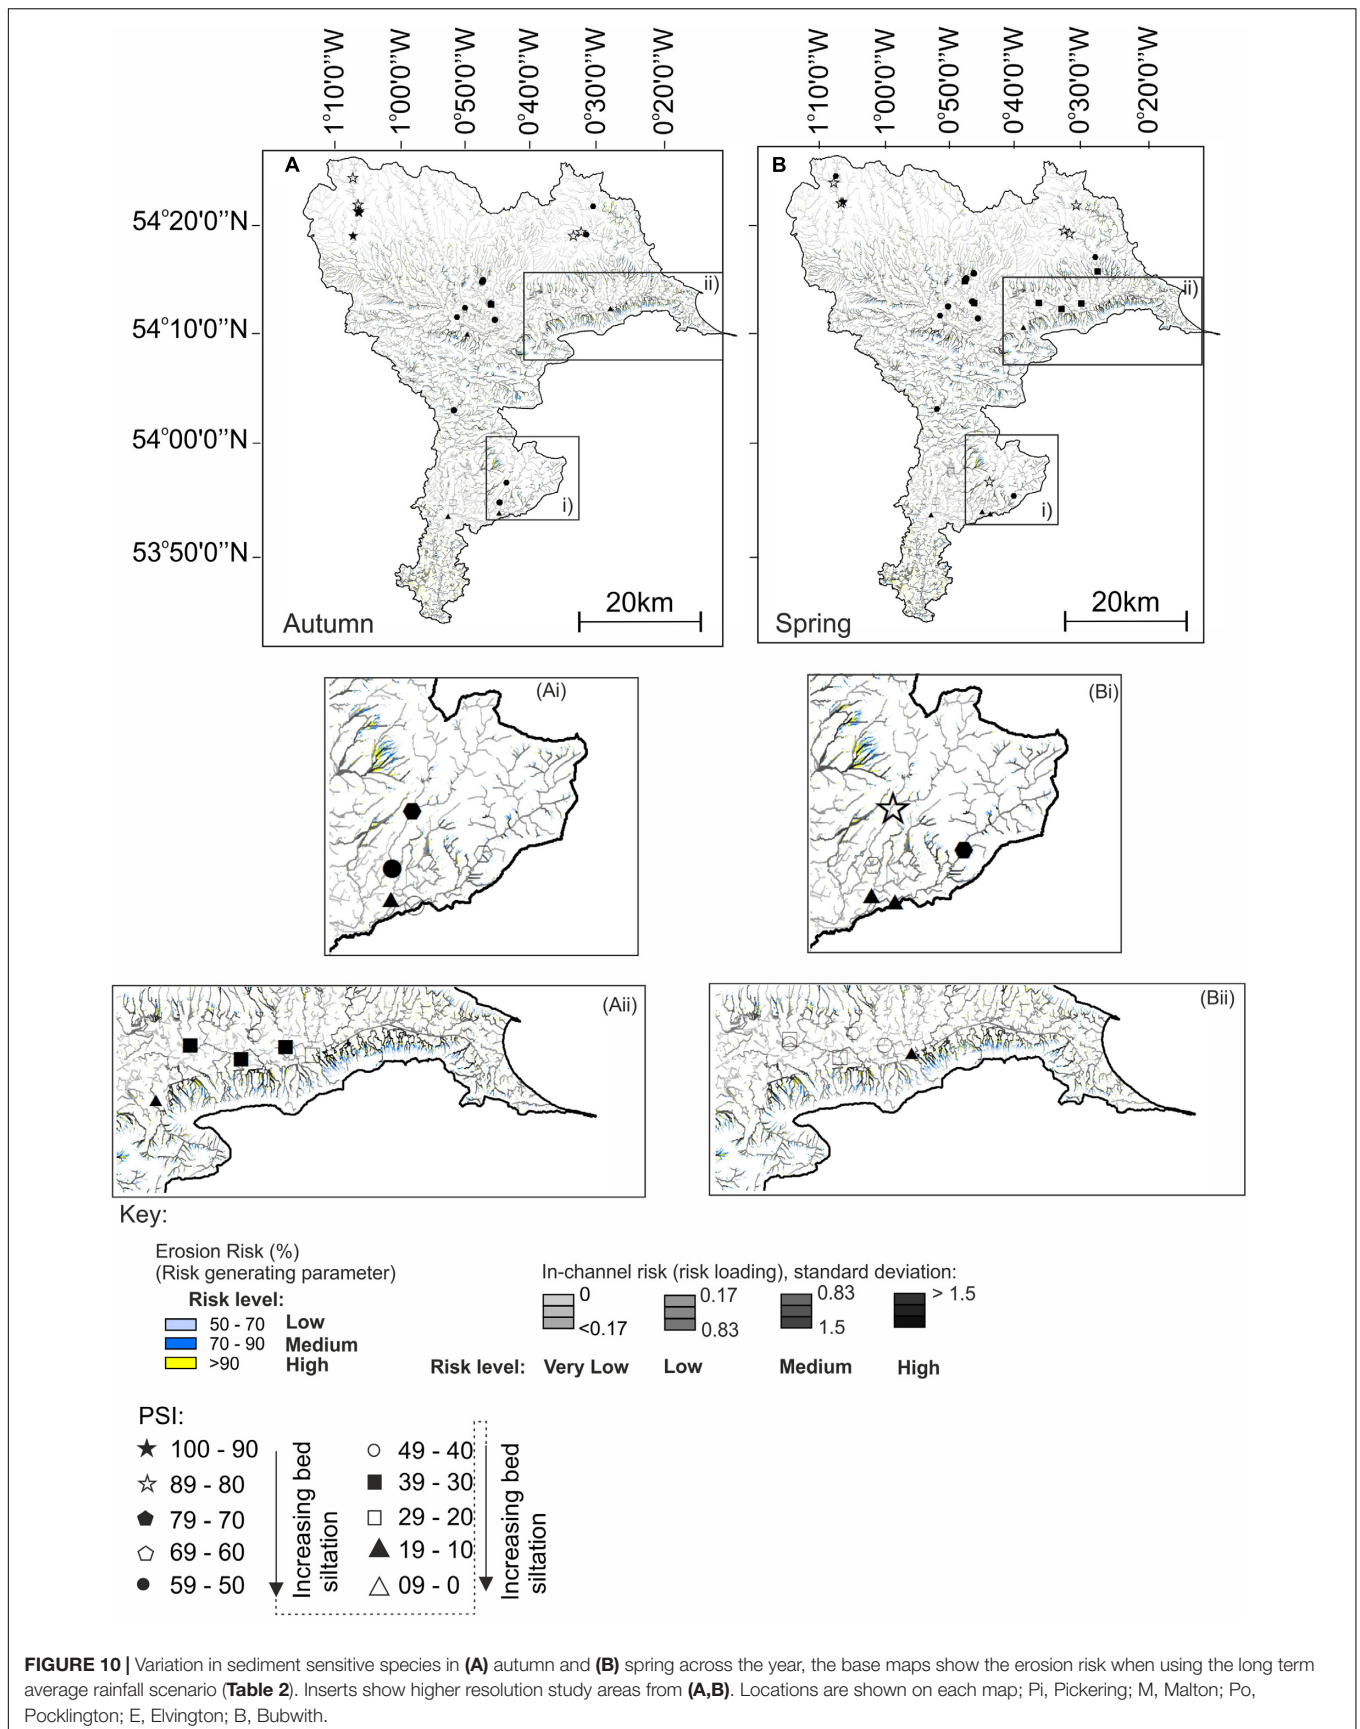 1°10'0"W
1°00'0"W
0°50'0"W
0°40'0"W
0°30'0"W
0°20'0"W
1°10'0"W
1°00'0"W
0°50'0"W
0°40'0"W
0°30'0"W
0°20'0"W
A
B
54°20'0"N
54°10'0"N
54°00'0"N
53°50'0"N
ii)
i)
ii)
i)
Autumn
20km
Spring
20km
(Ai)
(Bi)
(Aii)
(Bii)
Key:
Erosion Risk (%)
(Risk generating parameter)
Risk level:
50 - 70 Low
70 - 90 Medium
>90 High
In-channel risk (risk loading), standard deviation:
0
<0.17
0.17
0.83
0.83
1.5
> 1.5
Risk level: Very Low Low Medium High
PSI:
100 - 90
89 - 80
79 - 70
69 - 60
59 - 50
Increasing bed
siltation
49 - 40
39 - 30
29 - 20
19 - 10
09 - 0
Increasing bed
siltation
FIGURE 10 | Variation in sediment sensitive species in (A) autumn and (B) spring across the year, the base maps show the erosion risk when using the long term
average rainfall scenario (Table 2). Inserts show higher resolution study areas from (A,B). Locations are shown on each map; Pi, Pickering; M, Malton; Po,
Pocklington; E, Elvington; B, Bubwith.